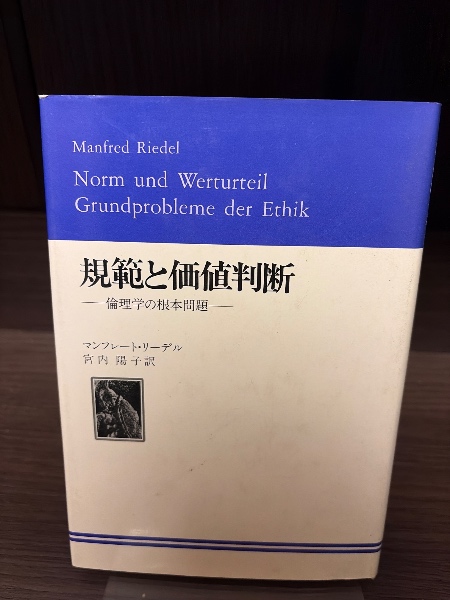 Manfred Riedel
Norm und Werturteil
Grundprobleme der Ethik
規範と価値判断
―倫理学の根本問題―
マンフレート・リーデル
宮内陽子訳